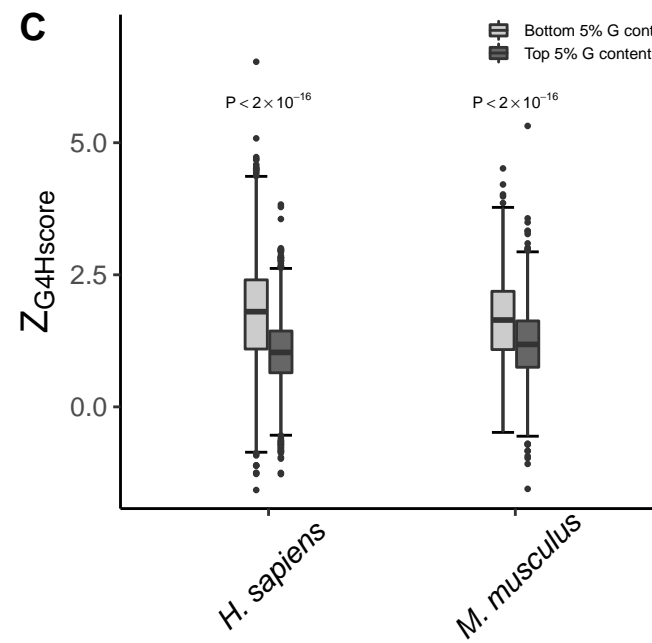 C
Bottom 5% G cont
Top 5% G content
P < 2 × 10⁻¹⁶ P < 2 × 10⁻¹⁶
5.0
2.5
0.0
Z_G4Hscore
H. sapiens M. musculus